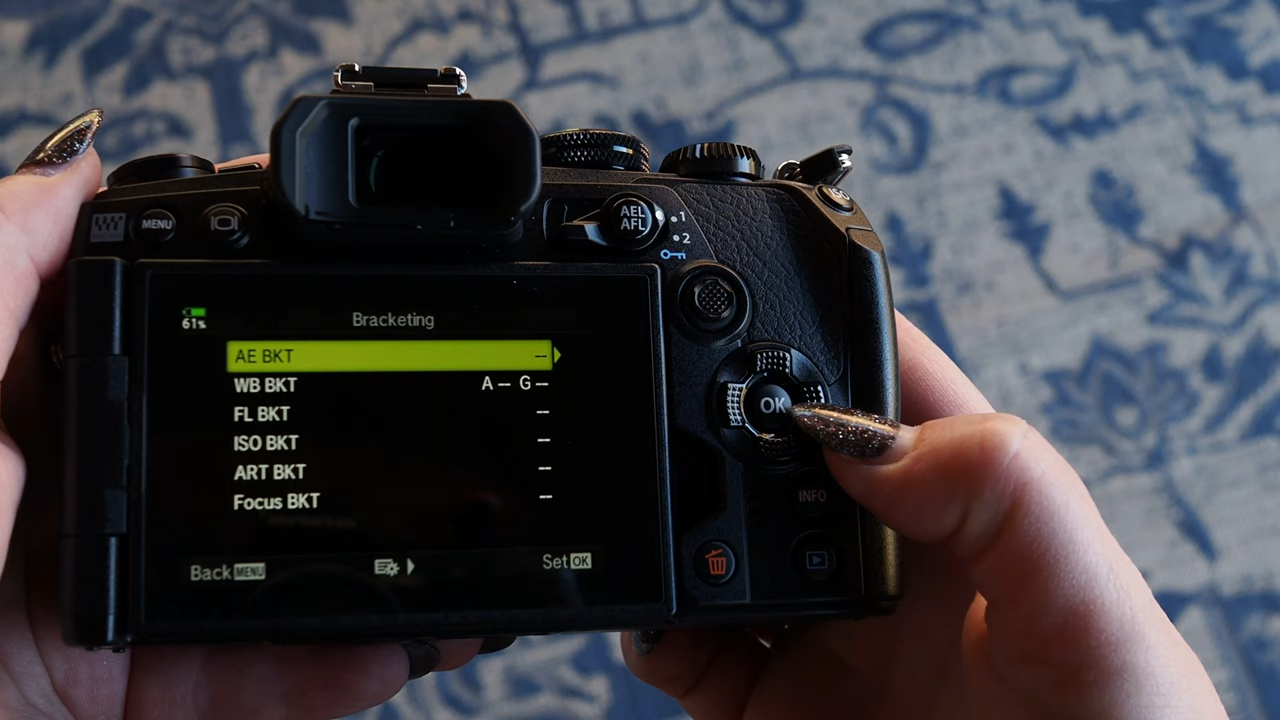 AEL
AFL
1
2
MENU
61%
Bracketing
AE BKT --
WB BKT A -- G --
FL BKT --
ISO BKT --
ART BKT --
Focus BKT --
OK
INFO
Back MENU
Set OK